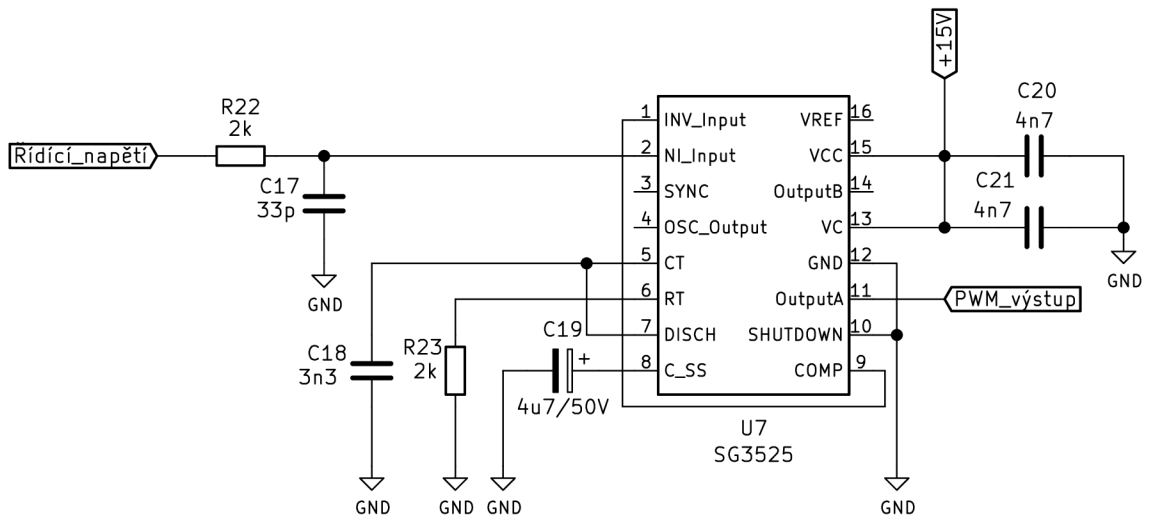 +15V
R22
2k
Řídící_napětí
C17
33p
GND
1
2
3
4
5
6
7
8
INV_Input
NI_Input
SYNC
OSC_Output
CT
RT
DISCH
C_SS
VREF
VCC
OutputB
VC
GND
OutputA
SHUTDOWN
COMP
16
15
14
13
12
11
10
9
U7
SG3525
C20
4n7
C21
4n7
GND
PWM_výstup
C18
3n3
R23
2k
C19
+
4u7/50V
GND
GND
GND
GND